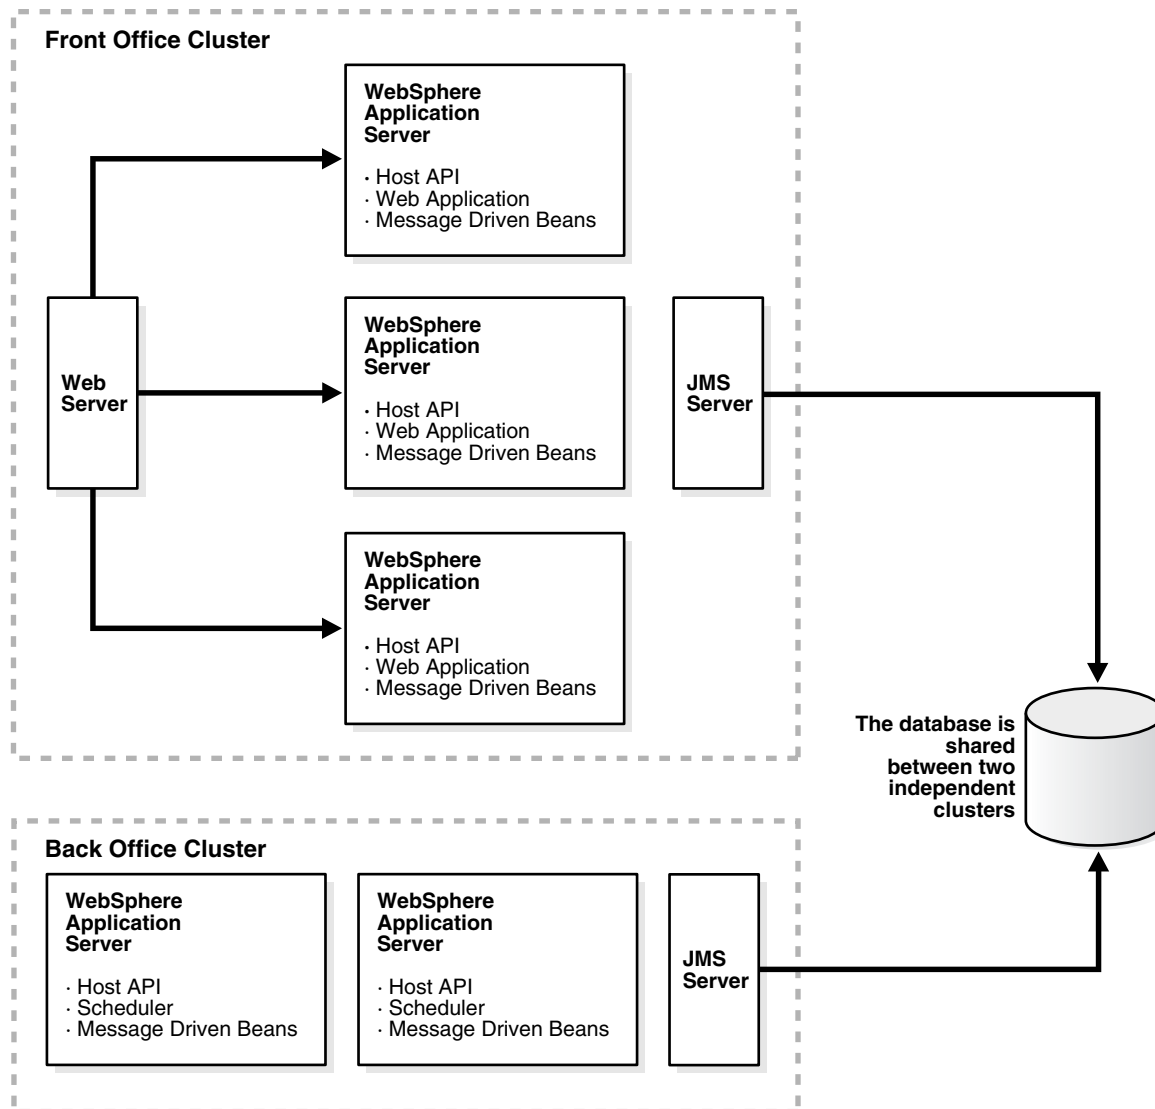 Front Office Cluster
WebSphere
Application
Server
· Host API
· Web Application
· Message Driven Beans
Web
Server
WebSphere
Application
Server
· Host API
· Web Application
· Message Driven Beans
JMS
Server
WebSphere
Application
Server
· Host API
· Web Application
· Message Driven Beans
The database is
shared
between two
independent
clusters
Back Office Cluster
WebSphere
Application
Server
· Host API
· Scheduler
· Message Driven Beans
WebSphere
Application
Server
· Host API
· Scheduler
· Message Driven Beans
JMS
Server